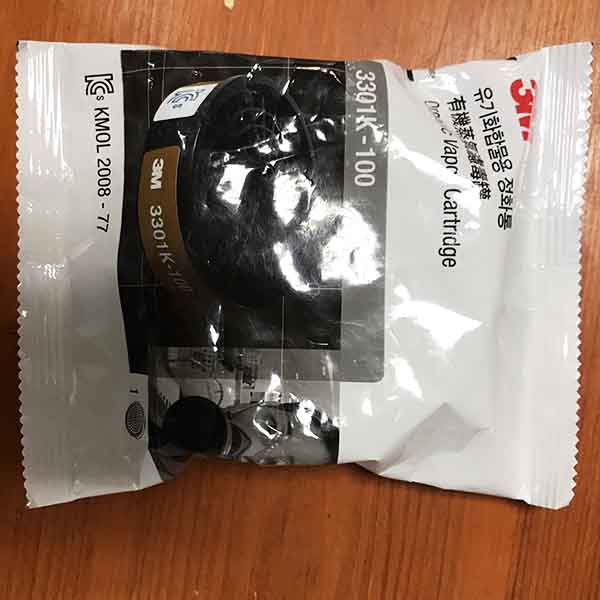 3M
유기화합물용 정화통
有機蒸氣濾毒罐
Organic Vapor Cartridge
3301K-100
3M 3301K-100
S KMOL 2008 - 77
1